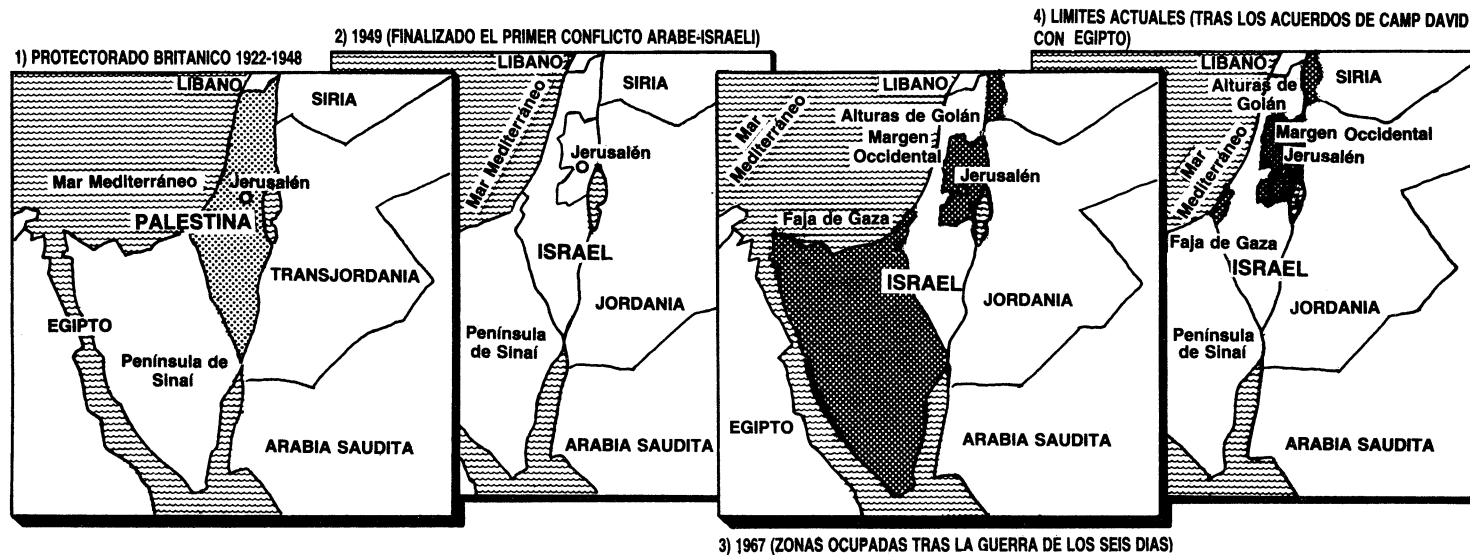 1) PROTECTORADO BRITANICO 1922-1948
LIBANO
SIRIA
Mar Mediterráneo
Jerusalén
PALESTINA
TRANSJORDANIA
EGIPTO
Península de
Sinaí
ARABIA SAUDITA
2) 1949 (FINALIZADO EL PRIMER CONFLICTO ARABE-ISRAELI)
LIBANO
SIRIA
Mar Mediterráneo
Jerusalén
ISRAEL
JORDANIA
Península
de Sinaí
ARABIA SAUDITA
LIBANO
SIRIA
Mar
Mediterráneo
Alturas de Golán
Margen
Occidental
Jerusalén
Faja de Gaza
ISRAEL
JORDANIA
EGIPTO
ARABIA SAUDITA
3) 1967 (ZONAS OCUPADAS TRAS LA GUERRA DE LOS SEIS DIAS)
4) LIMITES ACTUALES (TRAS LOS ACUERDOS DE CAMP DAVID
CON EGIPTO)
LIBANO
SIRIA
Alturas de
Golán
Mar
Mediterráneo
Margen Occidental
Jerusalén
Faja de Gaza
ISRAEL
JORDANIA
Península
de Sinaí
ARABIA SAUDITA